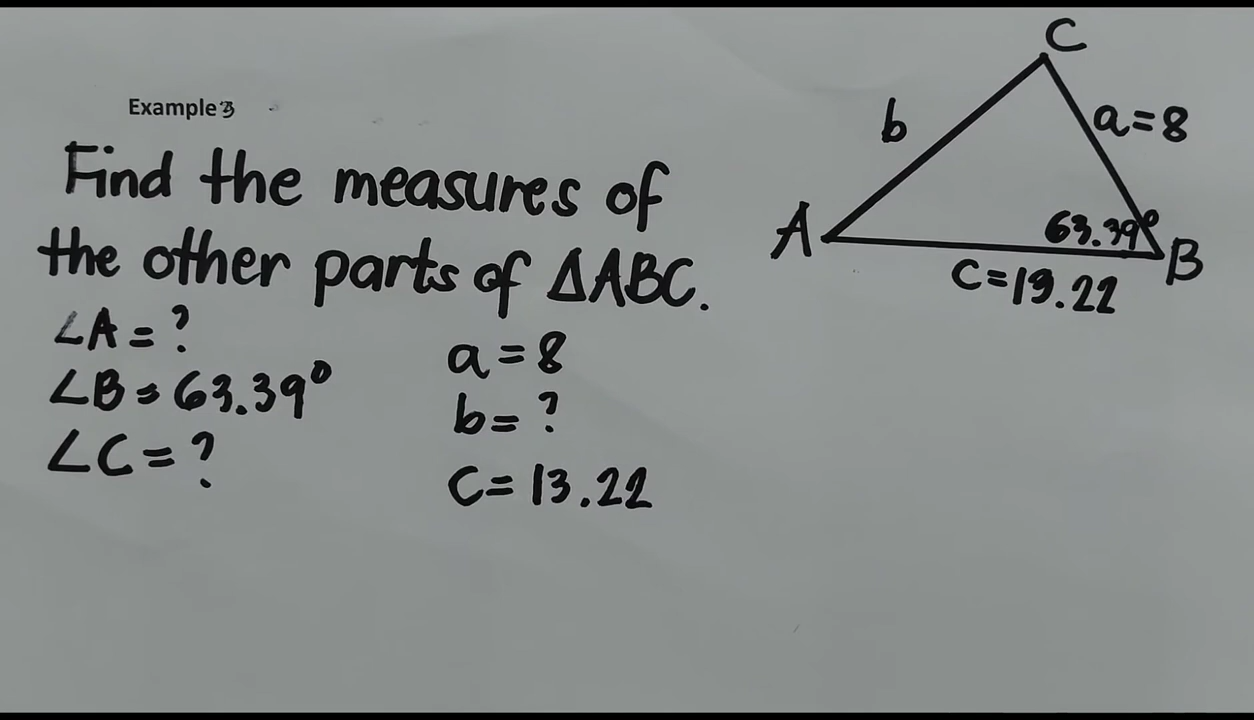 Example 3
Find the measures of
the other parts of ΔABC.
∠A = ?
∠B = 63.39°
∠C = ?
a = 8
b = ?
C = 13.22
C
b
a = 8
A
63.39°
B
C = 13.22